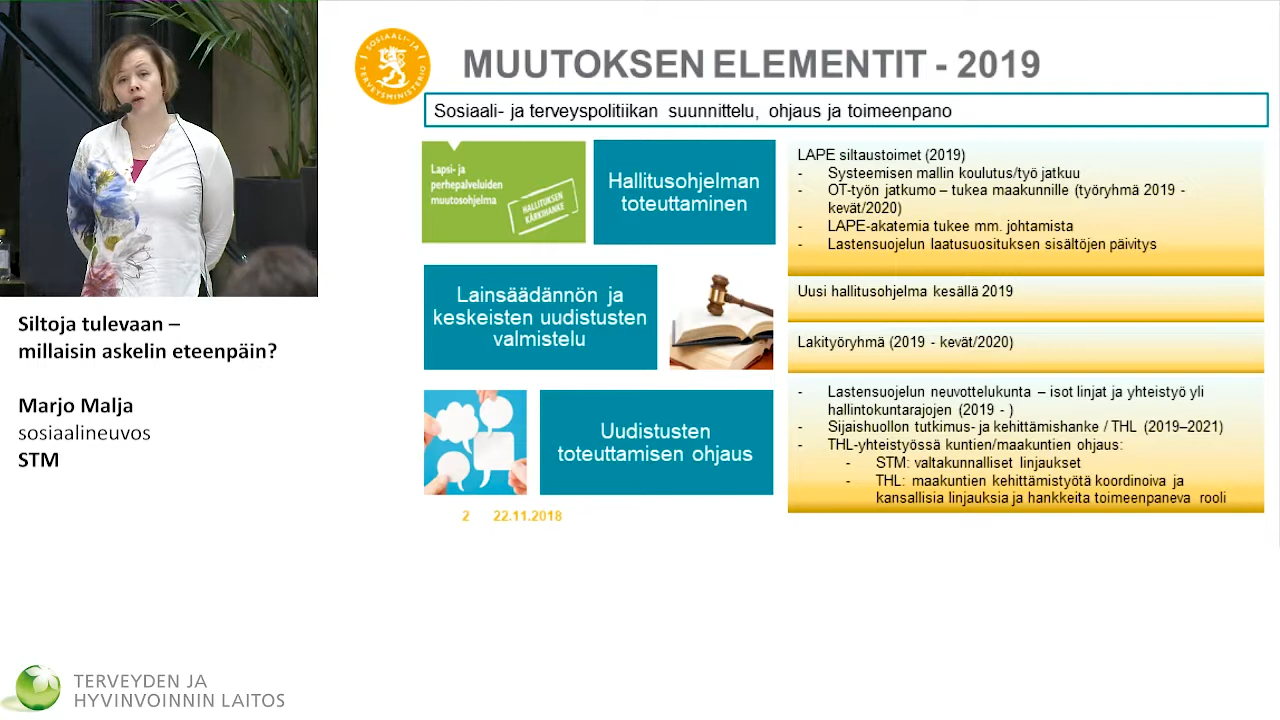 SOSIAALI- JA
TERVEYSMINISTERIÖ
MUUTOKSEN ELEMENTIT - 2019
Sosiaali- ja terveyspolitiikan suunnittelu, ohjaus ja toimeenpano
Lapsi- ja
perhepalveluiden
muutosohjelma
HALLITUKSEN
KÄRKIHANKE
Hallitusohjelman
toteuttaminen
LAPE siltaustoimet (2019)
- Systeemisen mallin koulutus/työ jatkuu
- OT-työn jatkumo – tukea maakunnille (työryhmä 2019 -
kevät/2020)
- LAPE-akatemia tukee mm. johtamista
- Lastensuojelun laatusuosituksen sisältöjen päivitys
Lainsäädännön ja
keskeisten uudistusten
valmistelu
Uusi hallitusohjelma kesällä 2019
Lakityöryhmä (2019 - kevät/2020)
Uudistusten
toteuttamisen ohjaus
- Lastensuojelun neuvottelukunta – isot linjat ja yhteistyö yli
hallintokuntarajojen (2019 - )
- Sijaishuollon tutkimus- ja kehittämishanke / THL (2019–2021)
- THL-yhteistyössä kuntien/maakuntien ohjaus:
- STM: valtakunnalliset linjaukset
- THL: maakuntien kehittämistyötä koordinoiva ja
kansallisia linjauksia ja hankkeita toimeenpaneva rooli
2 22.11.2018
Siltoja tulevaan –
millaisin askelin eteenpäin?
Marjo Malja
sosiaalineuvos
STM
TERVEYDEN JA
HYVINVOINNIN LAITOS